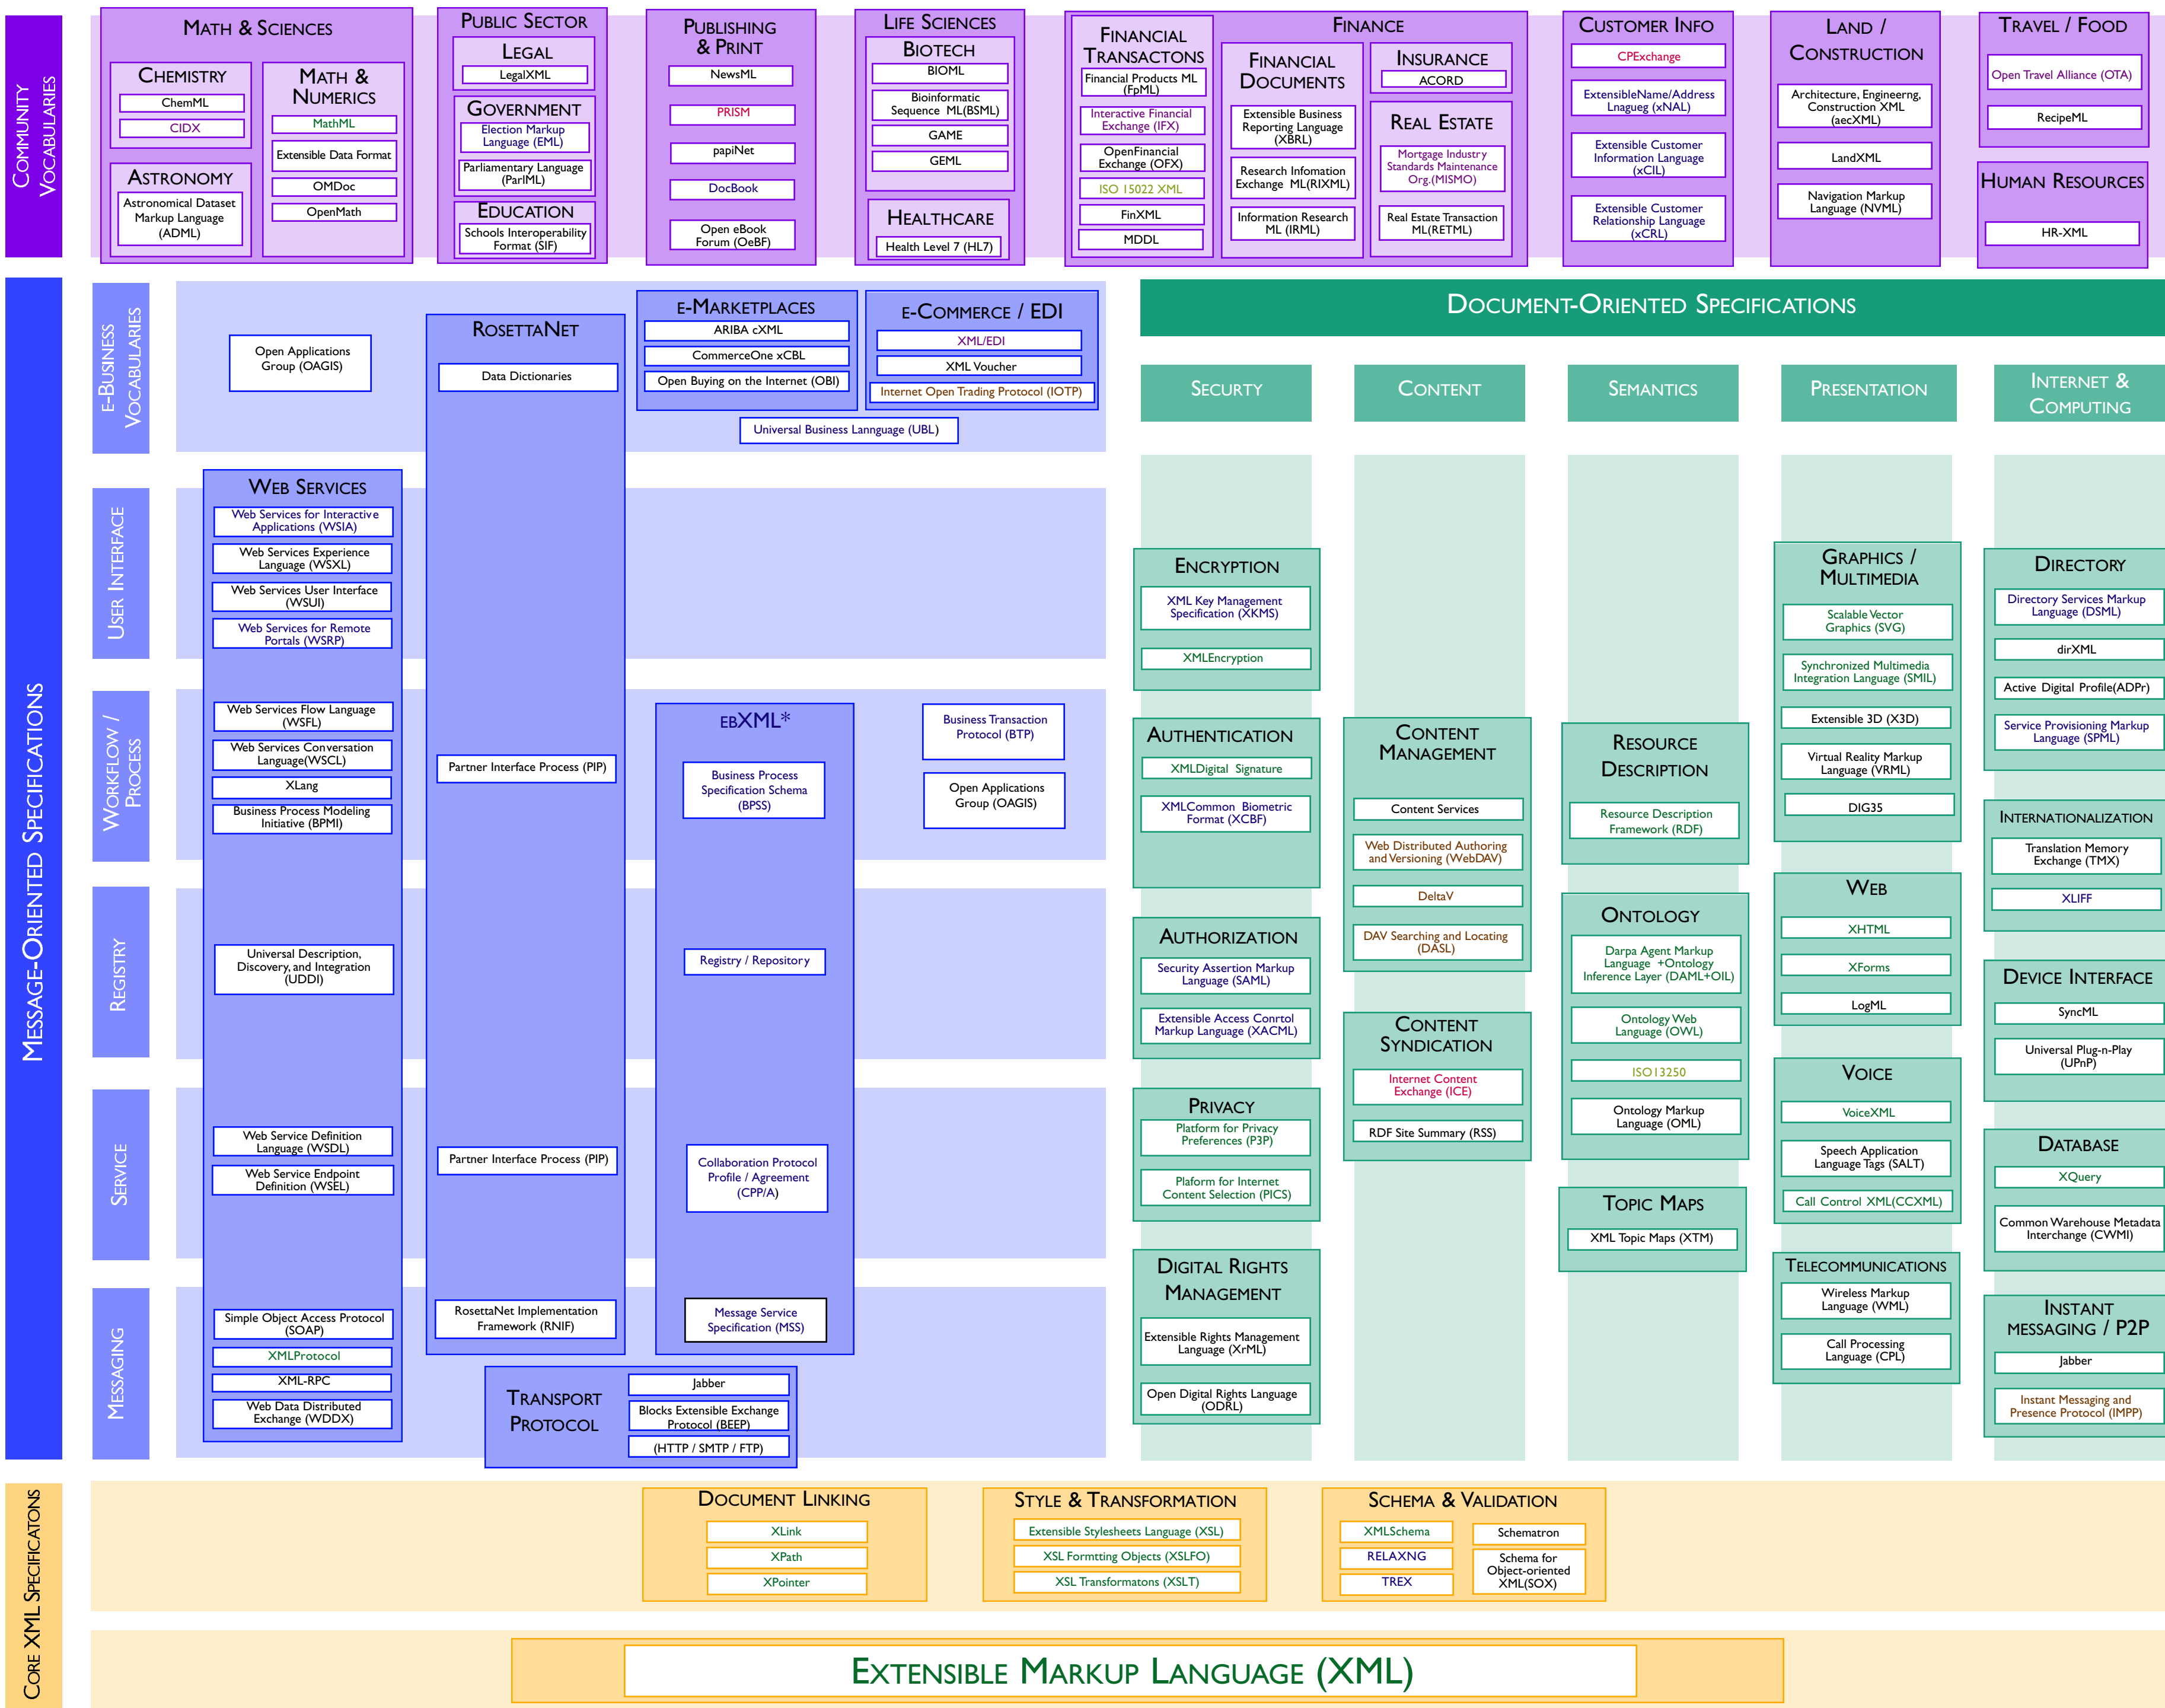 COMMUNITY
VOCABULARIES
MATH & SCIENCES
CHEMISTRY
ChemML
CIDX
ASTRONOMY
Astronomical Dataset
Markup Language
(ADML)
MATH &
NUMERICS
MathML
Extensible Data Format
OMDoc
OpenMath
PUBLIC SECTOR
LEGAL
LegalXML
GOVERNMENT
Election Markup
Language (EML)
Parliamentary Language
(ParlML)
EDUCATION
Schools Interoperability
Format (SIF)
PUBLISHING
& PRINT
NewsML
PRISM
papiNet
DocBook
Open eBook
Forum (OeBF)
LIFE SCIENCES
BIOTECH
BIOML
Bioinformatic
Sequence ML(BSML)
GAME
GEML
HEALTHCARE
Health Level 7 (HL7)
FINANCE
FINANCIAL
TRANSACTONS
Financial Products ML
(FpML)
Interactive Financial
Exchange (IFX)
OpenFinancial
Exchange (OFX)
ISO 15022 XML
FinXML
MDDL
FINANCIAL
DOCUMENTS
Extensible Business
Reporting Language
(XBRL)
Research Infomation
Exchange ML(RIXML)
Information Research
ML (IRML)
INSURANCE
ACORD
REAL ESTATE
Mortgage Industry
Standards Maintenance
Org.(MISMO)
Real Estate Transaction
ML(RETML)
CUSTOMER INFO
CPExchange
ExtensibleName/Address
Lnagueg (xNAL)
Extensible Customer
Information Language
(xCIL)
Extensible Customer
Relationship Language
(xCRL)
LAND /
CONSTRUCTION
Architecture, Engineerng,
Construction XML
(aecXML)
LandXML
Navigation Markup
Language (NVML)
TRAVEL / FOOD
Open Travel Alliance (OTA)
RecipeML
HUMAN RESOURCES
HR-XML
MESSAGE-ORIENTED SPECIFICATIONS
E-BUSINESS
VOCABULARIES
Open Applications
Group (OAGIS)
ROSETTANET
Data Dictionaries
E-MARKETPLACES
ARIBA cXML
CommerceOne xCBL
Open Buying on the Internet (OBI)
E-COMMERCE / EDI
XML/EDI
XML Voucher
Internet Open Trading Protocol (IOTP)
Universal Business Lannguage (UBL)
USER INTERFACE
WEB SERVICES
Web Services for Interactive
Applications (WSIA)
Web Services Experience
Language (WSXL)
Web Services User Interface
(WSUI)
Web Services for Remote
Portals (WSRP)
WORKFLOW /
PROCESS
Web Services Flow Language
(WSFL)
Web Services Conversation
Language(WSCL)
XLang
Business Process Modeling
Initiative (BPMI)
Partner Interface Process (PIP)
EBXML*
Business Process
Specification Schema
(BPSS)
Business Transaction
Protocol (BTP)
Open Applications
Group (OAGIS)
REGISTRY
Universal Description,
Discovery, and Integration
(UDDI)
Registry / Repository
SERVICE
Web Service Definition
Language (WSDL)
Web Service Endpoint
Definition (WSEL)
Partner Interface Process (PIP)
Collaboration Protocol
Profile / Agreement
(CPP/A)
MESSAGING
Simple Object Access Protocol
(SOAP)
XMLProtocol
XML-RPC
Web Data Distributed
Exchange (WDDX)
RosettaNet Implementation
Framework (RNIF)
Message Service
Specification (MSS)
TRANSPORT
PROTOCOL
Jabber
Blocks Extensible Exchange
Protocol (BEEP)
(HTTP / SMTP / FTP)
DOCUMENT-ORIENTED SPECIFICATIONS
SECURTY
ENCRYPTION
XML Key Management
Specification (XKMS)
XMLEncryption
AUTHENTICATION
XMLDigital Signature
XMLCommon Biometric
Format (XCBF)
AUTHORIZATION
Security Assertion Markup
Language (SAML)
Extensible Access Conrtol
Markup Language (XACML)
PRIVACY
Platform for Privacy
Preferences (P3P)
Plaform for Internet
Content Selection (PICS)
DIGITAL RIGHTS
MANAGEMENT
Extensible Rights Management
Language (XrML)
Open Digital Rights Language
(ODRL)
CONTENT
CONTENT
MANAGEMENT
Content Services
Web Distributed Authoring
and Versioning (WebDAV)
DeltaV
DAV Searching and Locating
(DASL)
CONTENT
SYNDICATION
Internet Content
Exchange (ICE)
RDF Site Summary (RSS)
SEMANTICS
RESOURCE
DESCRIPTION
Resource Description
Framework (RDF)
ONTOLOGY
Darpa Agent Markup
Language +Ontology
Inference Layer (DAML+OIL)
Ontology Web
Language (OWL)
ISO13250
Ontology Markup
Language (OML)
TOPIC MAPS
XML Topic Maps (XTM)
PRESENTATION
GRAPHICS /
MULTIMEDIA
Scalable Vector
Graphics (SVG)
Synchronized Multimedia
Integration Language (SMIL)
Extensible 3D (X3D)
Virtual Reality Markup
Language (VRML)
DIG35
WEB
XHTML
XForms
LogML
VOICE
VoiceXML
Speech Application
Language Tags (SALT)
Call Control XML(CCXML)
TELECOMMUNICATIONS
Wireless Markup
Language (WML)
Call Processing
Language (CPL)
INTERNET &
COMPUTING
DIRECTORY
Directory Services Markup
Language (DSML)
dirXML
Active Digital Profile(ADPr)
Service Provisioning Markup
Language (SPML)
INTERNATIONALIZATION
Translation Memory
Exchange (TMX)
XLIFF
DEVICE INTERFACE
SyncML
Universal Plug-n-Play
(UPnP)
DATABASE
XQuery
Common Warehouse Metadata
Interchange (CWMI)
INSTANT
MESSAGING / P2P
Jabber
Instant Messaging and
Presence Protocol (IMPP)
CORE XML SPECIFICATONS
DOCUMENT LINKING
XLink
XPath
XPointer
STYLE & TRANSFORMATION
Extensible Stylesheets Language (XSL)
XSL Formtting Objects (XSLFO)
XSL Transformatons (XSLT)
SCHEMA & VALIDATION
XMLSchema
RELAXNG
TREX
Schematron
Schema for
Object-oriented
XML(SOX)
EXTENSIBLE MARKUP LANGUAGE (XML)